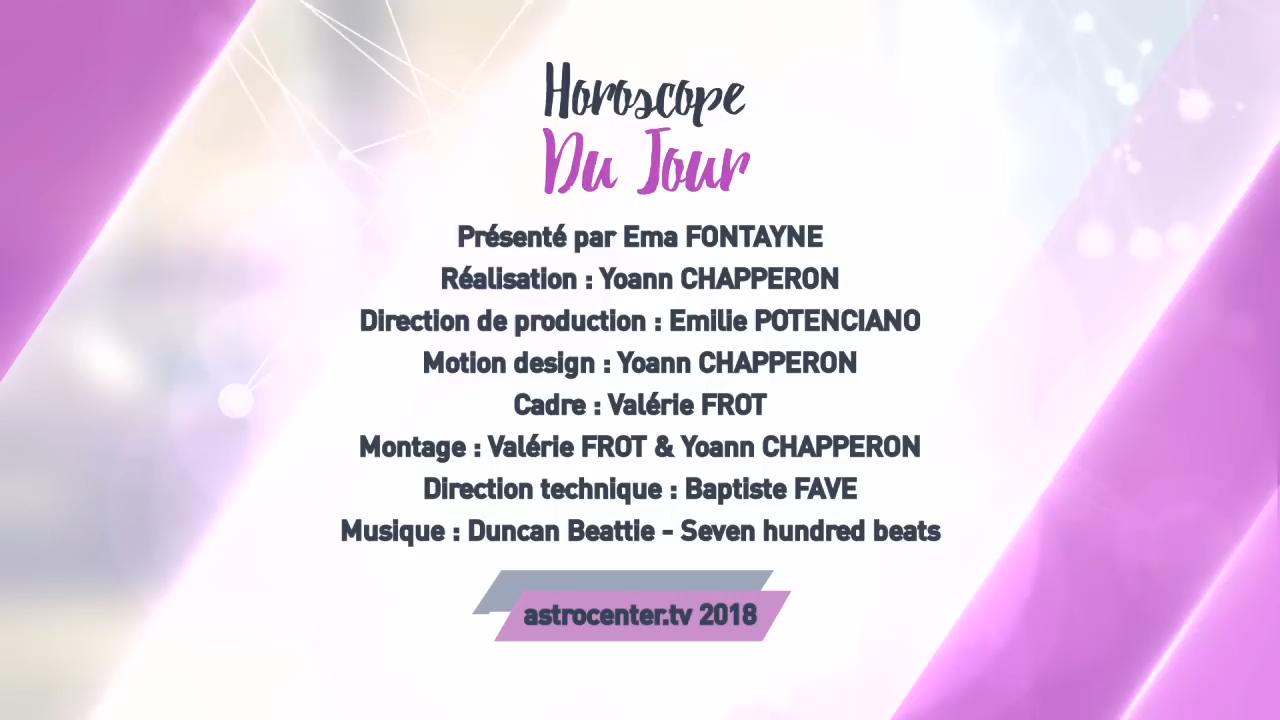 Horoscope
Du Jour
Présenté par Ema FONTAYNE
Réalisation : Yoann CHAPPERON
Direction de production : Emilie POTENCIANO
Motion design : Yoann CHAPPERON
Cadre : Valérie FROT
Montage : Valérie FROT & Yoann CHAPPERON
Direction technique : Baptiste FAVE
Musique : Duncan Beattie - Seven hundred beats
astrocenter.tv 2018